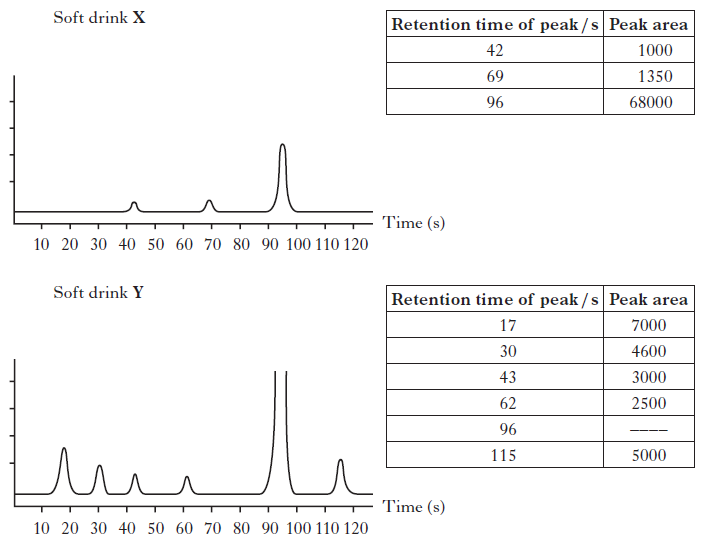 Soft drink X
Retention time of peak/s Peak area
42 1000
69 1350
96 68000
Time (s)
10 20 30 40 50 60 70 80 90 100 110 120
Soft drink Y
Retention time of peak/s Peak area
17 7000
30 4600
43 3000
62 2500
96 ----
115 5000
Time (s)
10 20 30 40 50 60 70 80 90 100 110 120